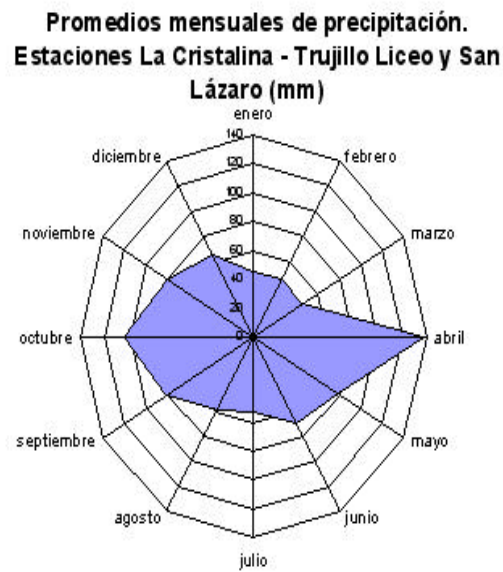 Promedios mensuales de precipitación.
Estaciones La Cristalina - Trujillo Liceo y San
Lázaro (mm)
enero
140
diciembre
febrero
120
100
80
noviembre
marzo
60
40
20
octubre
0
abril
septiembre
mayo
agosto
junio
julio